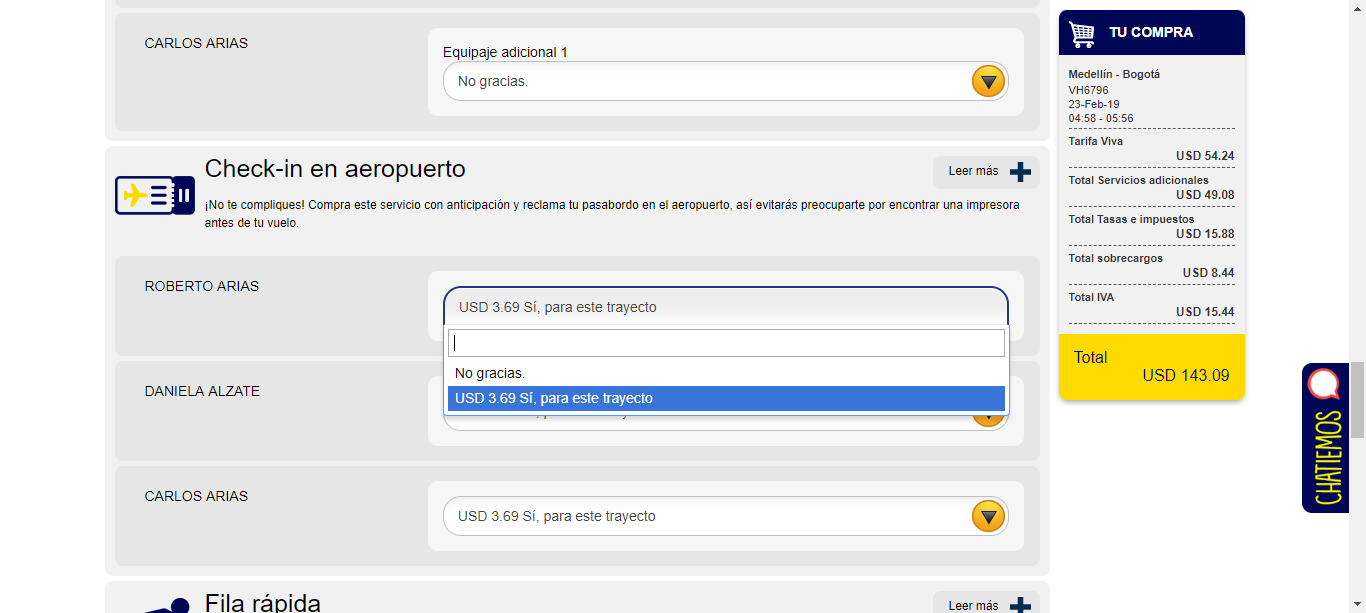 CARLOS ARIAS
Equipaje adicional 1
No gracias.
Check-in en aeropuerto
Leer más
¡No te compliques! Compra este servicio con anticipación y reclama tu pasabordo en el aeropuerto, así evitarás preocuparte por encontrar una impresora
antes de tu vuelo.
ROBERTO ARIAS
USD 3.69 Sí, para este trayecto
No gracias.
USD 3.69 Sí, para este trayecto
DANIELA ALZATE
CARLOS ARIAS
USD 3.69 Sí, para este trayecto
Fila rápida
Leer más
TU COMPRA
Medellín - Bogotá
VH6796
23-Feb-19
04:58 - 05:56
Tarifa Viva
USD 54.24
Total Servicios adicionales
USD 49.08
Total Tasas e impuestos
USD 15.88
Total sobrecargos
USD 8.44
Total IVA
USD 15.44
Total
USD 143.09
CHATIEMOS